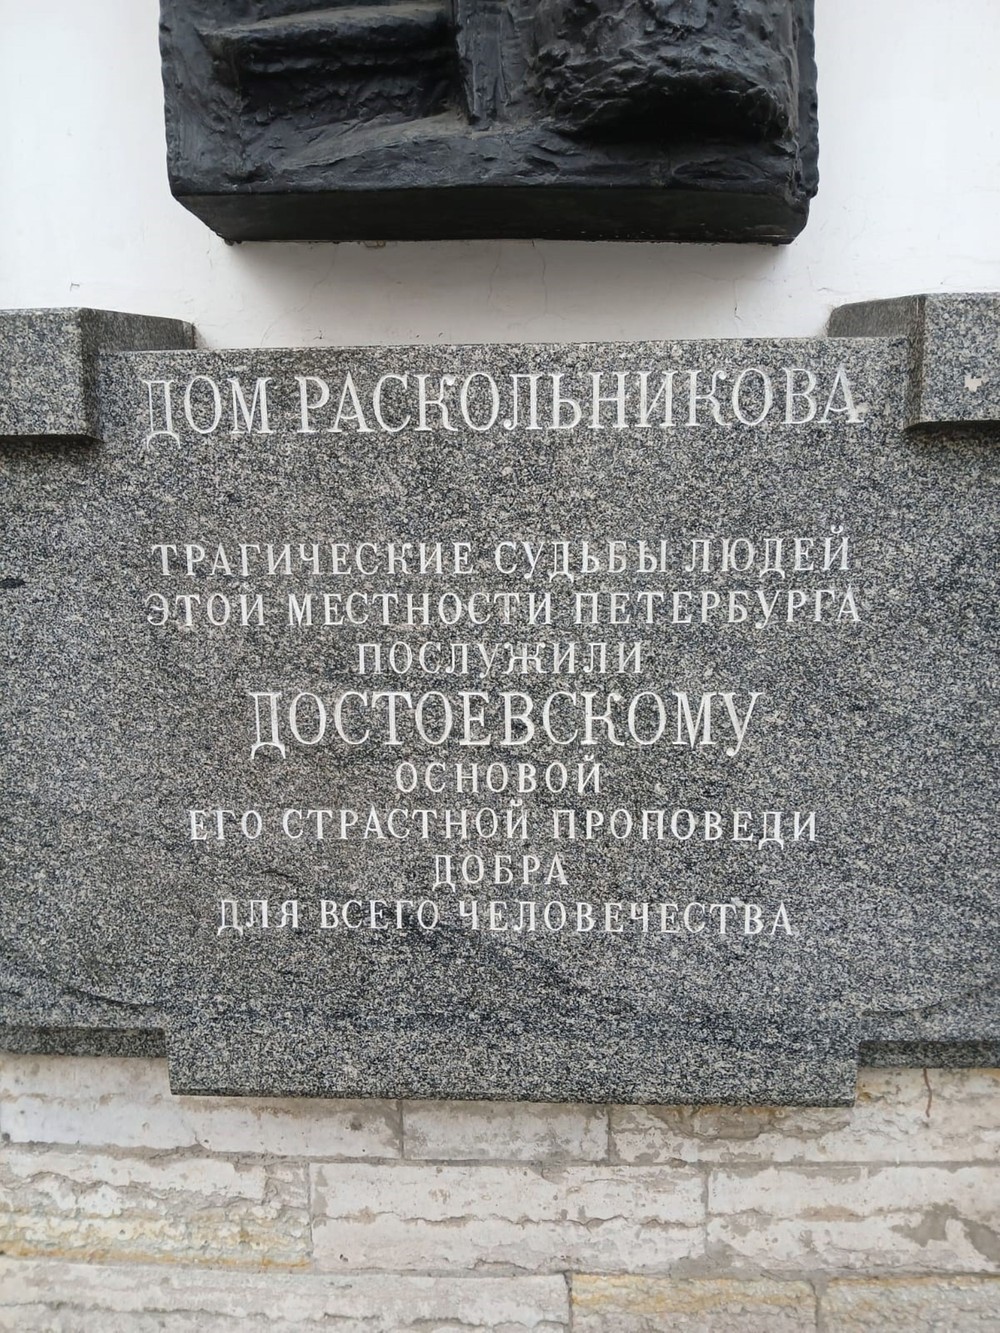 ДОМ РАСКОЛЬНИКОВА
ТРАГИЧЕСКИЕ СУДЬБЫ ЛЮДЕЙ
ЭТОЙ МЕСТНОСТИ ПЕТЕРБУРГА
ПОСЛУЖИЛИ
ДОСТОЕВСКОМУ
ОСНОВОЙ
ЕГО СТРАСТНОЙ ПРОПОВЕДИ
ДОБРА
ДЛЯ ВСЕГО ЧЕЛОВЕЧЕСТВА